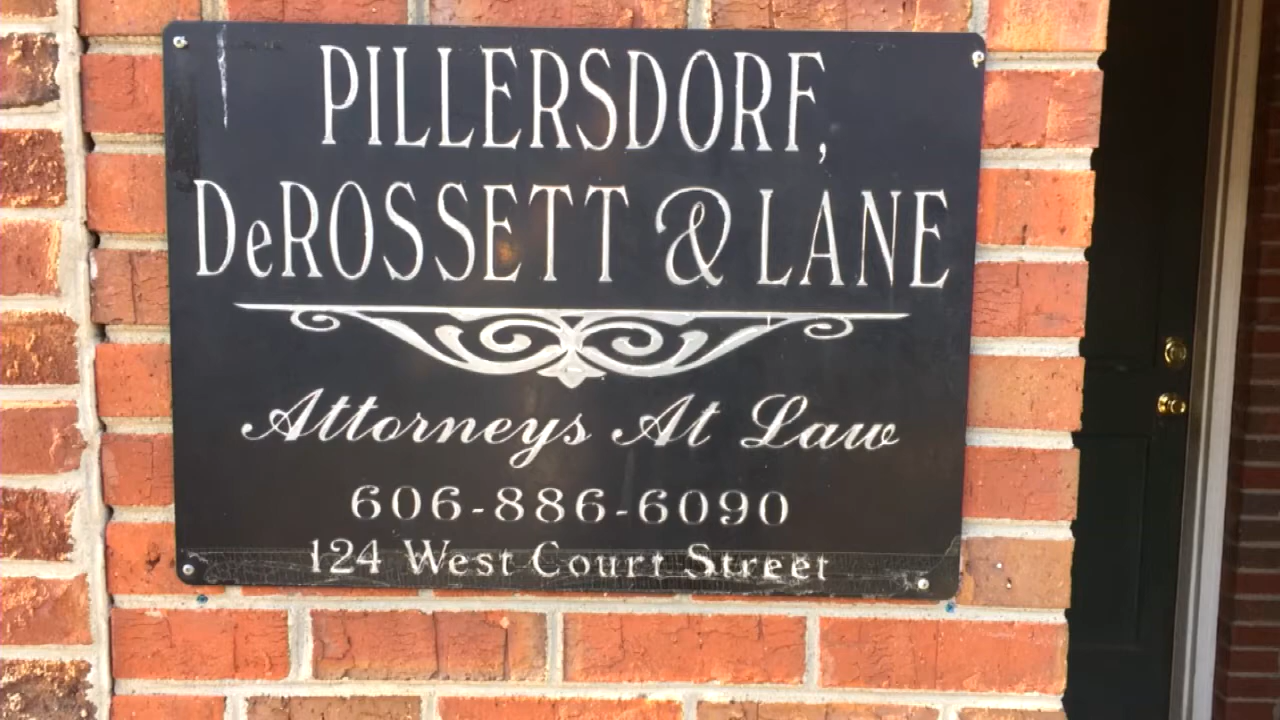 PILLERSDORF,
DeROSSETT & LANE
Attorneys At Law
606-886-6090
124 West Court Street